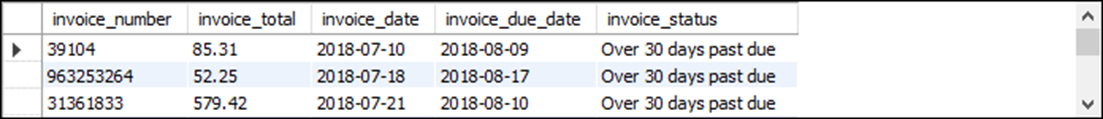 invoice_number invoice_total invoice_date invoice_due_date invoice_status
39104 85.31 2018-07-10 2018-08-09 Over 30 days past due
963253264 52.25 2018-07-18 2018-08-17 Over 30 days past due
31361833 579.42 2018-07-21 2018-08-10 Over 30 days past due